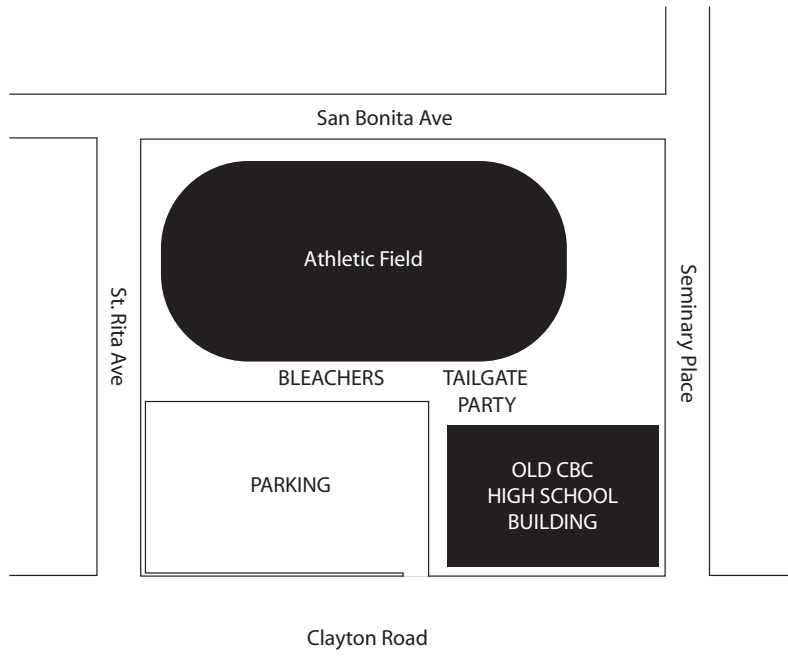 San Bonita Ave
Athletic Field
St. Rita Ave
Seminary Place
BLEACHERS
TAILGATE
PARTY
PARKING
OLD CBC
HIGH SCHOOL
BUILDING
Clayton Road